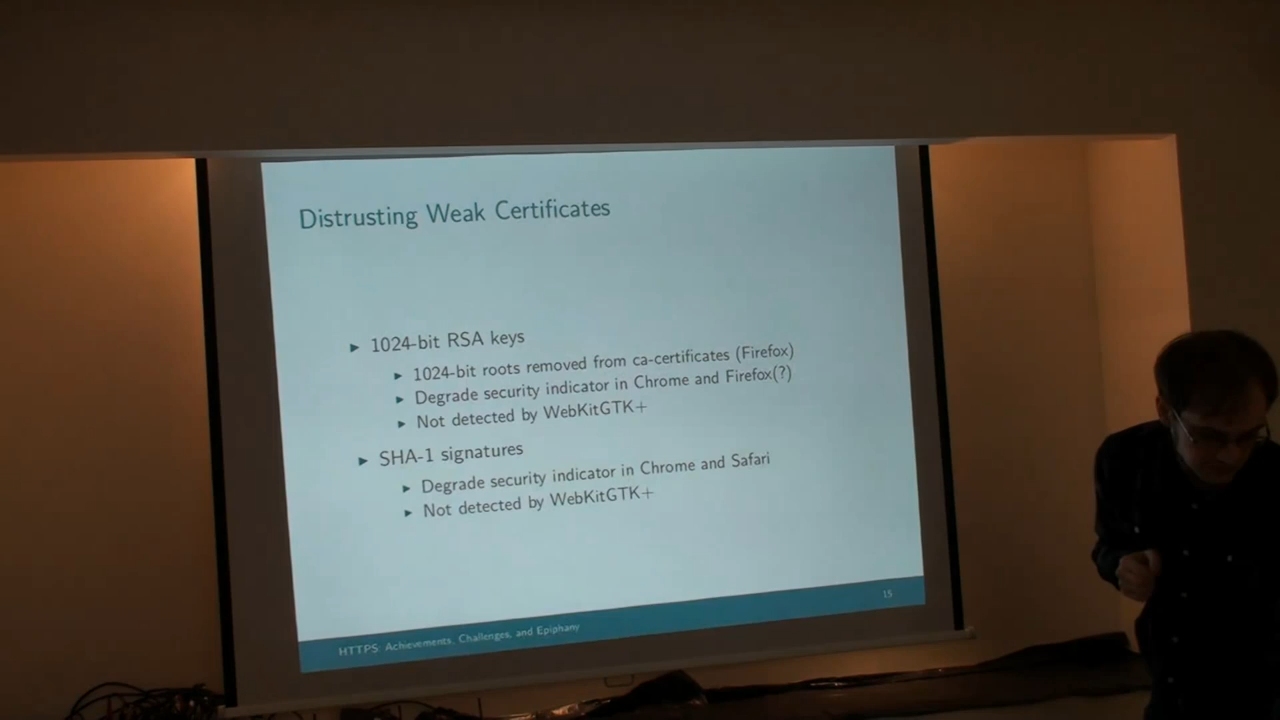 Distrusting Weak Certificates
▶ 1024-bit RSA keys
▶ 1024-bit roots removed from ca-certificates (Firefox)
▶ Degrade security indicator in Chrome and Firefox(?)
▶ Not detected by WebKitGTK+
▶ SHA-1 signatures
▶ Degrade security indicator in Chrome and Safari
▶ Not detected by WebKitGTK+
15
HTTPS: Achievements, Challenges, and Epiphany